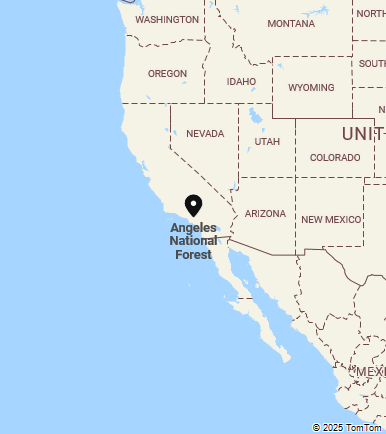 WASHINGTON
MONTANA
NORTH
OREGON
IDAHO
SOUTH
WYOMING
N
NEVADA
UTAH
UNIT
COLORADO
ARIZONA
NEW MEXICO
Angeles
National
Forest
MEXI
© 2025 TomTom